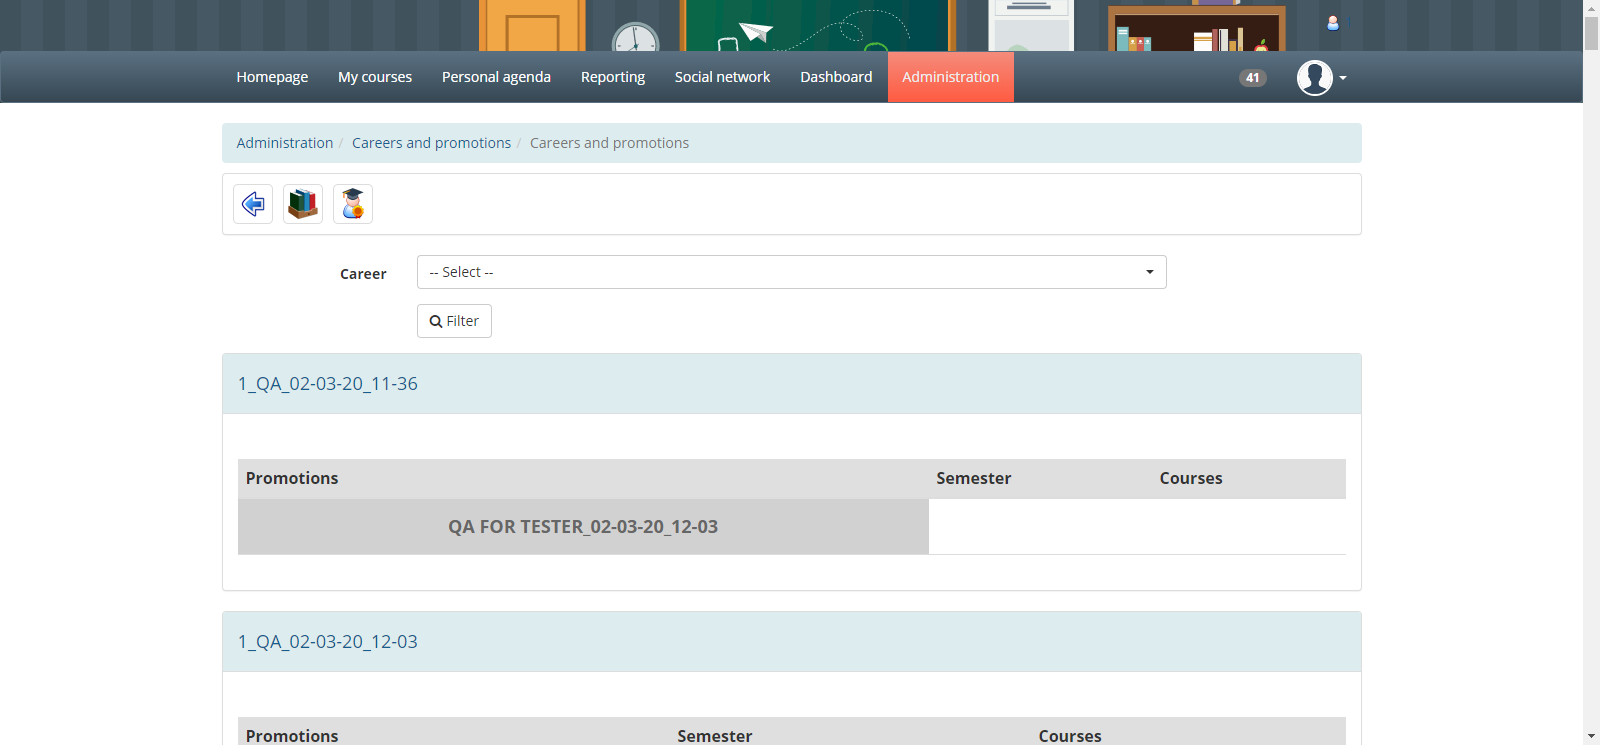 Homepage My courses Personal agenda Reporting Social network Dashboard Administration 41
Administration / Careers and promotions / Careers and promotions
Career -- Select --
Filter
1_QA_02-03-20_11-36
Promotions Semester Courses
QA FOR TESTER_02-03-20_12-03
1_QA_02-03-20_12-03
Promotions Semester Courses